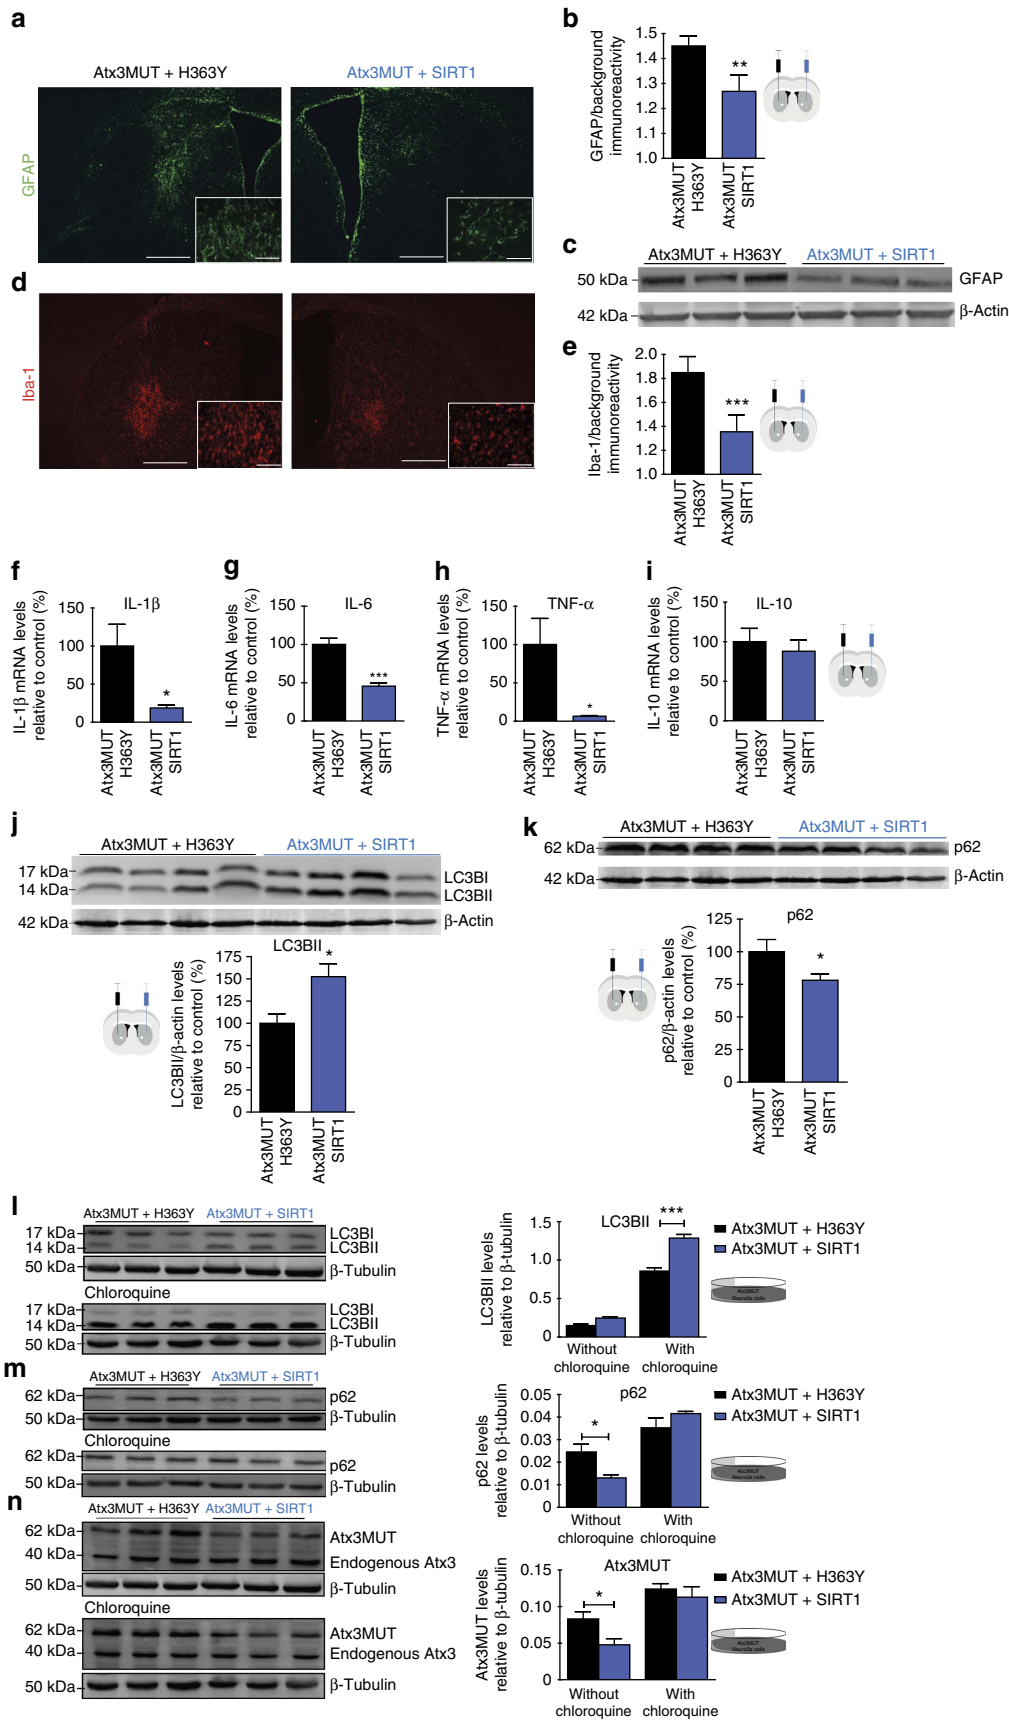 a
Atx3MUT + H363Y
Atx3MUT + SIRT1
GFAP
b
GFAP/background
immunoreactivity
1.5
1.4
1.3
1.2
1.1
1.0
**
Atx3MUT
H363Y
Atx3MUT
SIRT1
c
Atx3MUT + H363Y
Atx3MUT + SIRT1
50 kDa
GFAP
42 kDa
β-Actin
d
Iba-1
e
Iba-1/background
immunoreactivity
2.0
1.8
1.6
1.4
1.2
1.0
***
Atx3MUT
H363Y
Atx3MUT
SIRT1
f
IL-1β
IL-1β mRNA levels
relative to control (%)
150
100
50
0
*
Atx3MUT
H363Y
Atx3MUT
SIRT1
g
IL-6
IL-6 mRNA levels
relative to control (%)
150
100
50
0
***
Atx3MUT
H363Y
Atx3MUT
SIRT1
h
TNF-α
TNF-α mRNA levels
relative to control (%)
150
100
50
0
*
Atx3MUT
H363Y
Atx3MUT
SIRT1
i
IL-10
IL-10 mRNA levels
relative to control (%)
150
100
50
0
Atx3MUT
H363Y
Atx3MUT
SIRT1
j
Atx3MUT + H363Y
Atx3MUT + SIRT1
17 kDa
LC3BI
14 kDa
LC3BII
42 kDa
β-Actin
LC3BII
LC3BII/β-actin levels
relative to control (%)
175
150
125
100
75
50
25
0
*
Atx3MUT
H363Y
Atx3MUT
SIRT1
k
Atx3MUT + H363Y
Atx3MUT + SIRT1
62 kDa
p62
42 kDa
β-Actin
p62
p62/β-actin levels
relative to control (%)
125
100
75
50
25
0
*
Atx3MUT
H363Y
Atx3MUT
SIRT1
l
Atx3MUT + H363Y
Atx3MUT + SIRT1
17 kDa
LC3BI
14 kDa
LC3BII
50 kDa
β-Tubulin
Chloroquine
17 kDa
LC3BI
14 kDa
LC3BII
50 kDa
β-Tubulin
LC3BII
LC3BII levels
relative to β-tubulin
1.5
1.0
0.5
0
***
Without
chloroquine
With
chloroquine
Atx3MUT + H363Y
Atx3MUT + SIRT1
Atx3MUT
Neuro2a cells
m
Atx3MUT + H363Y
Atx3MUT + SIRT1
62 kDa
p62
50 kDa
β-Tubulin
Chloroquine
62 kDa
p62
50 kDa
β-Tubulin
p62
p62 levels
relative to β-tubulin
0.05
0.04
0.03
0.02
0.01
0
*
Without
chloroquine
With
chloroquine
Atx3MUT + H363Y
Atx3MUT + SIRT1
Atx3MUT
Neuro2a cells
n
Atx3MUT + H363Y
Atx3MUT + SIRT1
62 kDa
Atx3MUT
40 kDa
Endogenous Atx3
50 kDa
β-Tubulin
Chloroquine
62 kDa
Atx3MUT
40 kDa
Endogenous Atx3
50 kDa
β-Tubulin
Atx3MUT
Atx3MUT levels
relative to β-tubulin
0.15
0.10
0.05
0
*
Without
chloroquine
With
chloroquine
Atx3MUT + H363Y
Atx3MUT + SIRT1
Atx3MUT
Neuro2a cells